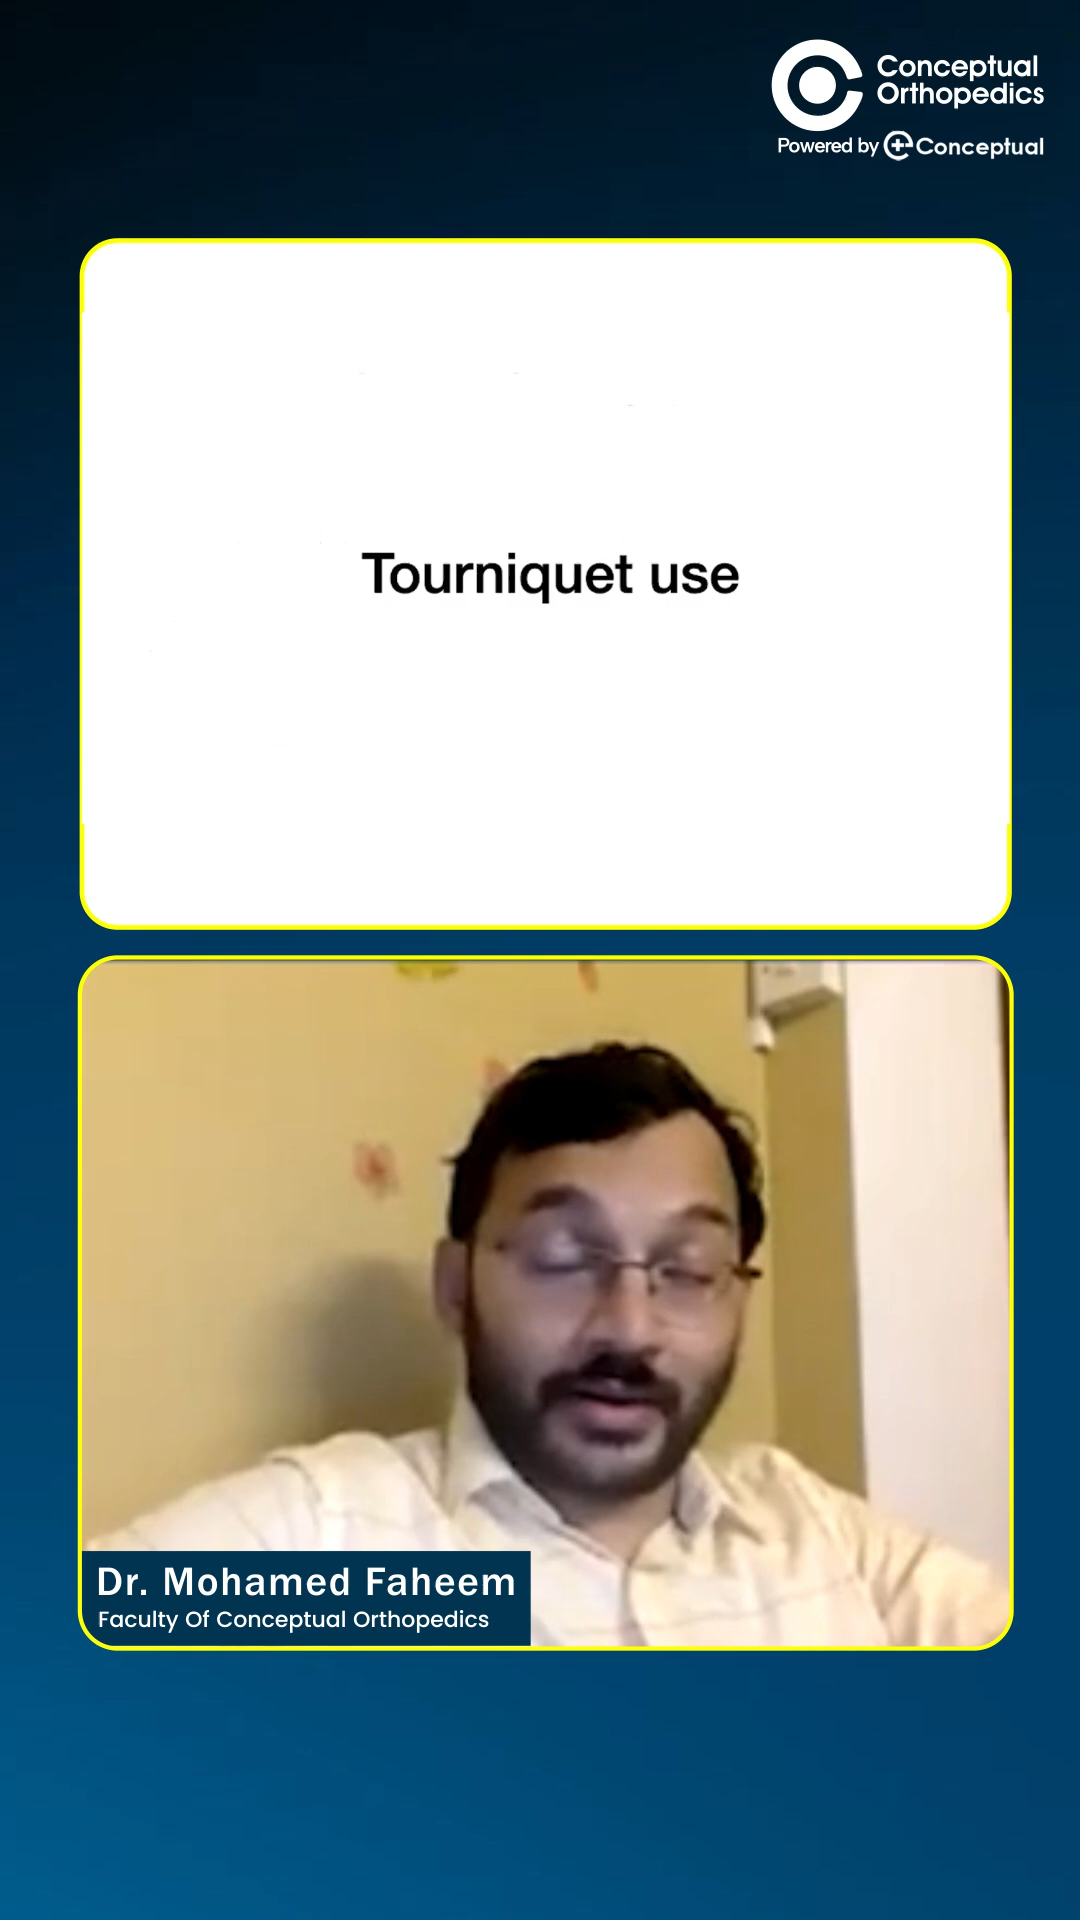 Conceptual
Orthopedics
Powered by Conceptual
Tourniquet use
Dr. Mohamed Faheem
Faculty Of Conceptual Orthopedics